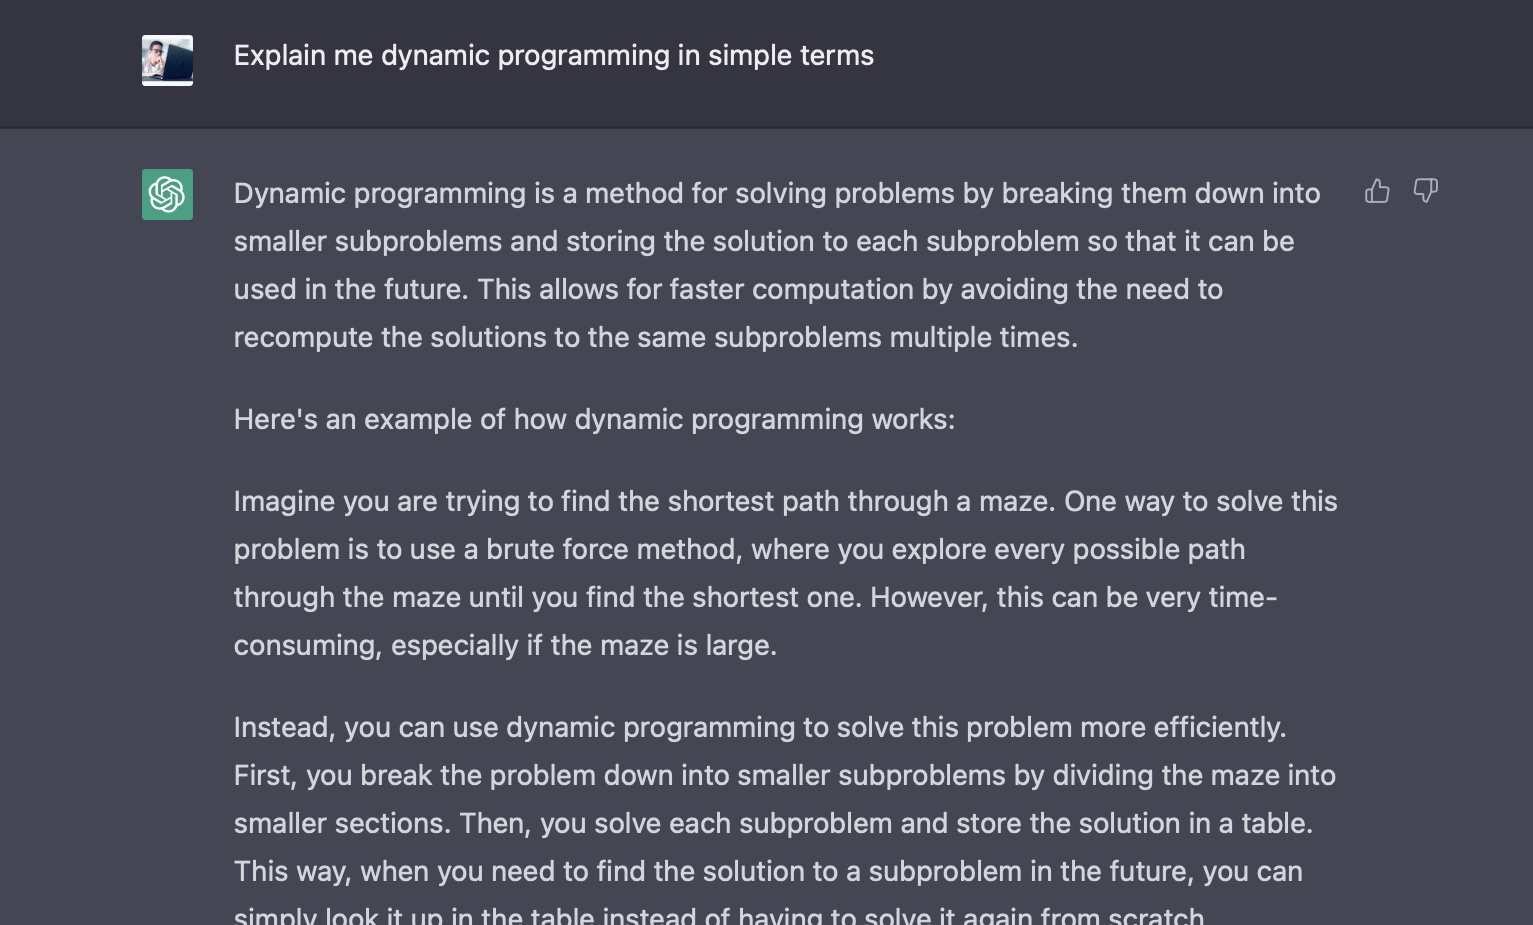 Explain me dynamic programming in simple terms
Dynamic programming is a method for solving problems by breaking them down into
smaller subproblems and storing the solution to each subproblem so that it can be
used in the future. This allows for faster computation by avoiding the need to
recompute the solutions to the same subproblems multiple times.
Here's an example of how dynamic programming works:
Imagine you are trying to find the shortest path through a maze. One way to solve this
problem is to use a brute force method, where you explore every possible path
through the maze until you find the shortest one. However, this can be very time-
consuming, especially if the maze is large.
Instead, you can use dynamic programming to solve this problem more efficiently.
First, you break the problem down into smaller subproblems by dividing the maze into
smaller sections. Then, you solve each subproblem and store the solution in a table.
This way, when you need to find the solution to a subproblem in the future, you can
simply look it up in the table instead of having to solve it again from scratch